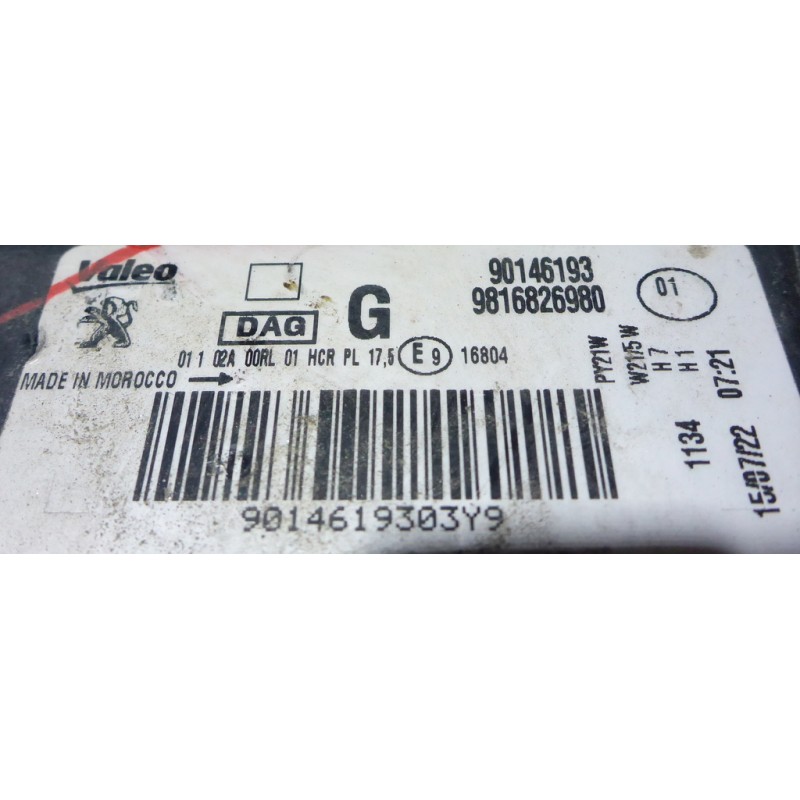 Valeo
90146193
9816826980
01
DAG
G
01 1 02A 00RL 01 HCR PL 17,5
E 9
16804
MADE IN MOROCCO
9014619303Y9
PY21W
W21/5W
H7
H1
1134
07:21
15/07/22